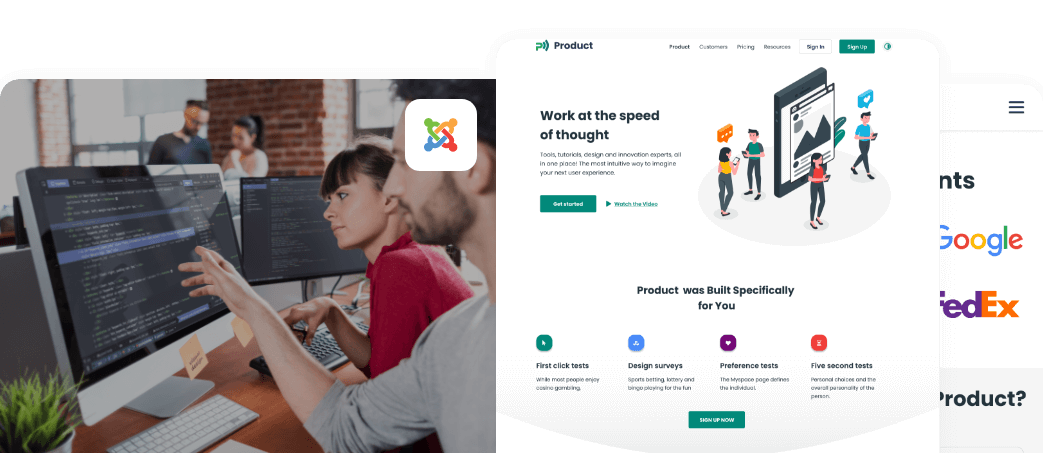 Product
Product Customers Pricing Resources Sign In Sign Up
Work at the speed
of thought
Tools, tutorials, design and innovation experts, all
in one place! The most intuitive way to imagine
your next user experience.
Get started Watch the Video
Product was Built Specifically
for You
First click tests
While most people enjoy
casino gambling,
Design surveys
Sports betting, lottery and
bingo playing for the fun
Preference tests
The Myspace page defines
the individual.
Five second tests
Personal choices and the
overall personality of the
person.
SIGN UP NOW
nts
Google
FedEx
Product?